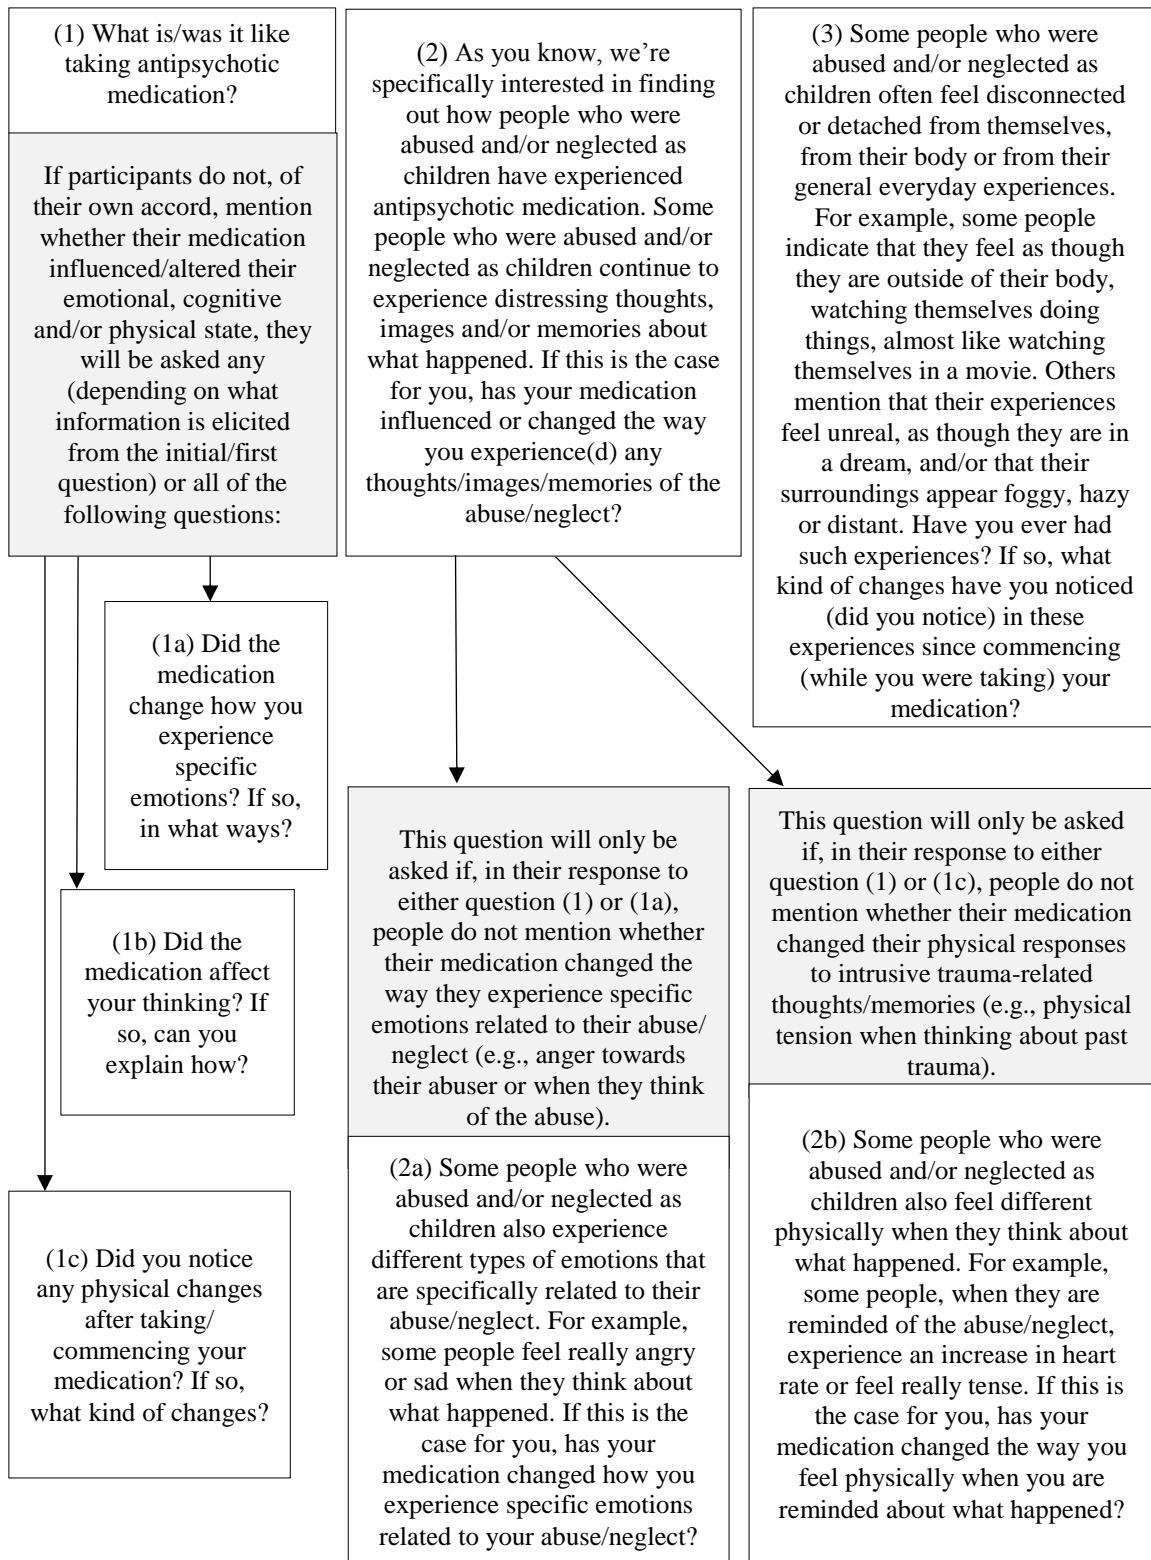 (1) What is/was it like
taking antipsychotic
medication?
If participants do not, of
their own accord, mention
whether their medication
influenced/altered their
emotional, cognitive
and/or physical state, they
will be asked any
(depending on what
information is elicited
from the initial/first
question) or all of the
following questions:
(1a) Did the
medication
change how you
experience
specific
emotions? If so,
in what ways?
(1b) Did the
medication affect
your thinking? If
so, can you
explain how?
(1c) Did you notice
any physical changes
after taking/
commencing your
medication? If so,
what kind of changes?
(2) As you know, we’re
specifically interested in finding
out how people who were
abused and/or neglected as
children have experienced
antipsychotic medication. Some
people who were abused and/or
neglected as children continue to
experience distressing thoughts,
images and/or memories about
what happened. If this is the case
for you, has your medication
influenced or changed the way
you experience(d) any
thoughts/images/memories of the
abuse/neglect?
This question will only be
asked if, in their response to
either question (1) or (1a),
people do not mention whether
their medication changed the
way they experience specific
emotions related to their abuse/
neglect (e.g., anger towards
their abuser or when they think
of the abuse).
(2a) Some people who were
abused and/or neglected as
children also experience
different types of emotions that
are specifically related to their
abuse/neglect. For example,
some people feel really angry
or sad when they think about
what happened. If this is the
case for you, has your
medication changed how you
experience specific emotions
related to your abuse/neglect?
(3) Some people who were
abused and/or neglected as
children often feel disconnected
or detached from themselves,
from their body or from their
general everyday experiences.
For example, some people
indicate that they feel as though
they are outside of their body,
watching themselves doing
things, almost like watching
themselves in a movie. Others
mention that their experiences
feel unreal, as though they are in
a dream, and/or that their
surroundings appear foggy, hazy
or distant. Have you ever had
such experiences? If so, what
kind of changes have you noticed
(did you notice) in these
experiences since commencing
(while you were taking) your
medication?
This question will only be asked
if, in their response to either
question (1) or (1c), people do not
mention whether their medication
changed their physical responses
to intrusive trauma-related
thoughts/memories (e.g., physical
tension when thinking about past
trauma).
(2b) Some people who were
abused and/or neglected as
children also feel different
physically when they think about
what happened. For example,
some people, when they are
reminded of the abuse/neglect,
experience an increase in heart
rate or feel really tense. If this is
the case for you, has your
medication changed the way you
feel physically when you are
reminded about what happened?